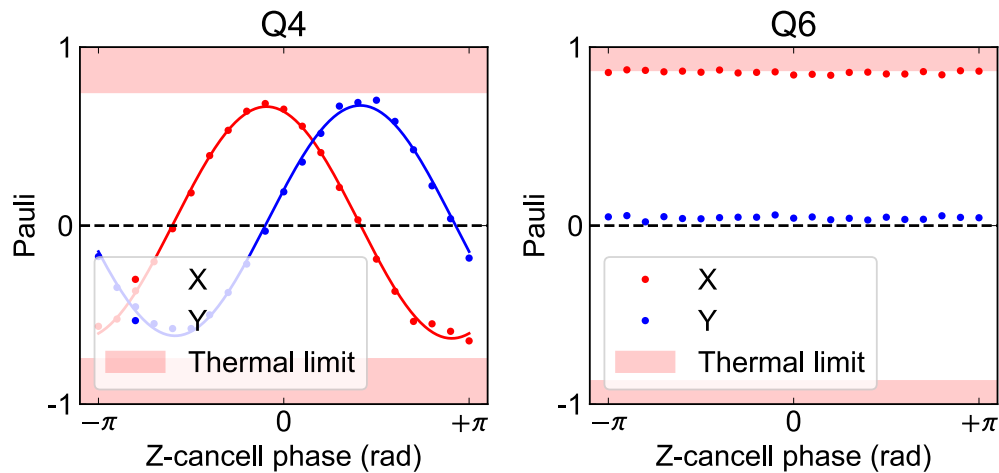 Q4
1
0
-1
Pauli
X
Y
Thermal limit
−π
0
+π
Z-cancell phase (rad)
Q6
1
0
-1
Pauli
X
Y
Thermal limit
−π
0
+π
Z-cancell phase (rad)